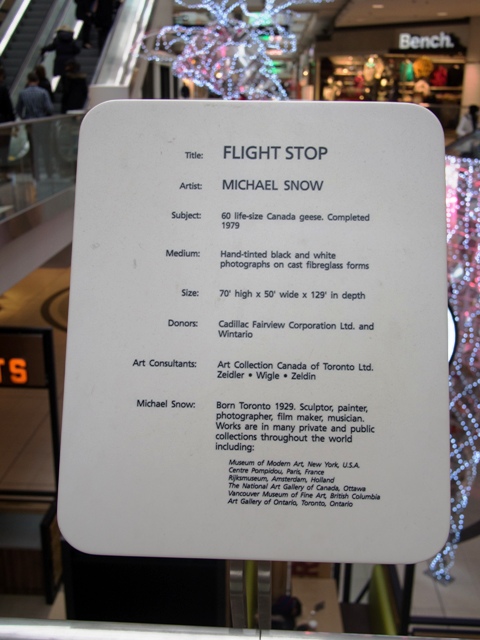 Bench.
Title: FLIGHT STOP
Artist: MICHAEL SNOW
Subject: 60 life-size Canada geese. Completed
1979
Medium: Hand-tinted black and white
photographs on cast fibreglass forms
Size: 70' high x 50' wide x 129' in depth
Donors: Cadillac Fairview Corporation Ltd. and
Wintario
Art Consultants: Art Collection Canada of Toronto Ltd.
Zeidler • Wigle • Zeldin
Michael Snow: Born Toronto 1929. Sculptor, painter,
photographer, film maker, musician.
Works are in many private and public
collections throughout the world
including:
Museum of Modern Art, New York, U.S.A.
Centre Pompidou, Paris, France
Rijksmuseum, Amsterdam, Holland
The National Art Gallery of Canada, Ottawa
Vancouver Museum of Fine Art, British Columbia
Art Gallery of Ontario, Toronto, Ontario
TS